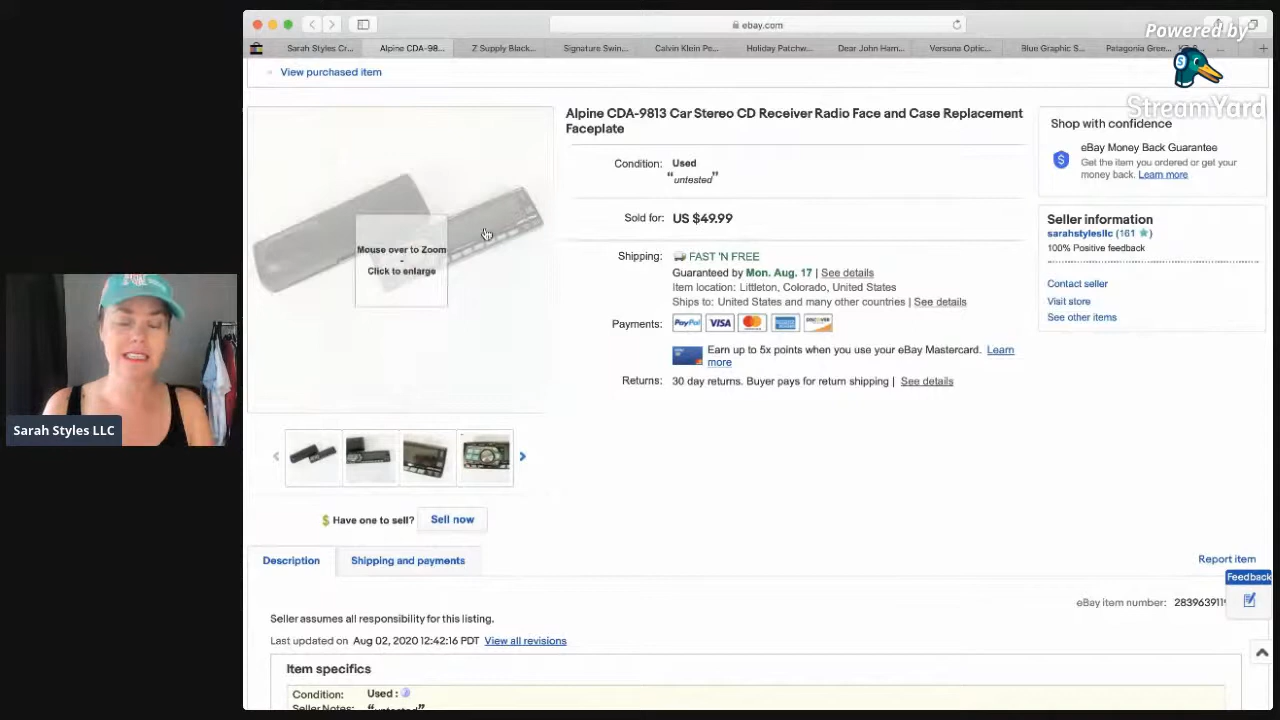 ebay.com
Powered by
StreamYard
Sarah Styles Cr...
Alpine CDA-98...
Z Supply Black...
Signature Swin...
Calvin Klein Pe...
Holiday Patchw...
Dear John Ham...
Versona Optic...
Blue Graphic S...
Patagonia Gree...
View purchased item
Alpine CDA-9813 Car Stereo CD Receiver Radio Face and Case Replacement
Faceplate
Condition: Used
"untested"
Sold for: US $49.99
Shipping: FAST 'N FREE
Guaranteed by Mon. Aug. 17 | See details
Item location: Littleton, Colorado, United States
Ships to: United States and many other countries | See details
Payments: PayPal VISA
Earn up to 5x points when you use your eBay Mastercard. Learn
more
Returns: 30 day returns. Buyer pays for return shipping | See details
Shop with confidence
eBay Money Back Guarantee
Get the item you ordered or get your
money back. Learn more
Seller information
sarahstylesllc (161)
100% Positive feedback
Contact seller
Visit store
See other items
Mouse over to Zoom
-
Click to enlarge
Sarah Styles LLC
$ Have one to sell? Sell now
Description
Shipping and payments
Report item
Feedback
eBay item number: 283963911
Seller assumes all responsibility for this listing.
Last updated on Aug 02, 2020 12:42:16 PDT View all revisions
Item specifics
Condition: Used :
Seller Notes: "untested"